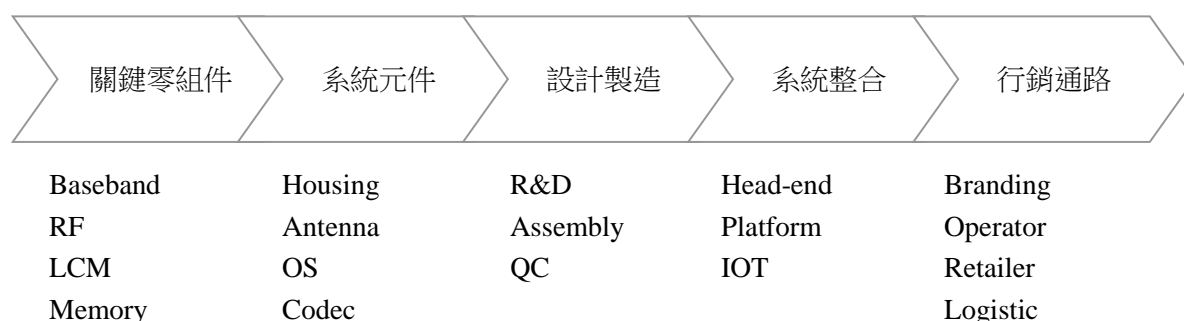 關鍵零組件 系統元件 設計製造 系統整合 行銷通路
Baseband Housing R&D Head-end Branding
RF Antenna Assembly Platform Operator
LCM OS QC IOT Retailer
Memory Codec Logistic